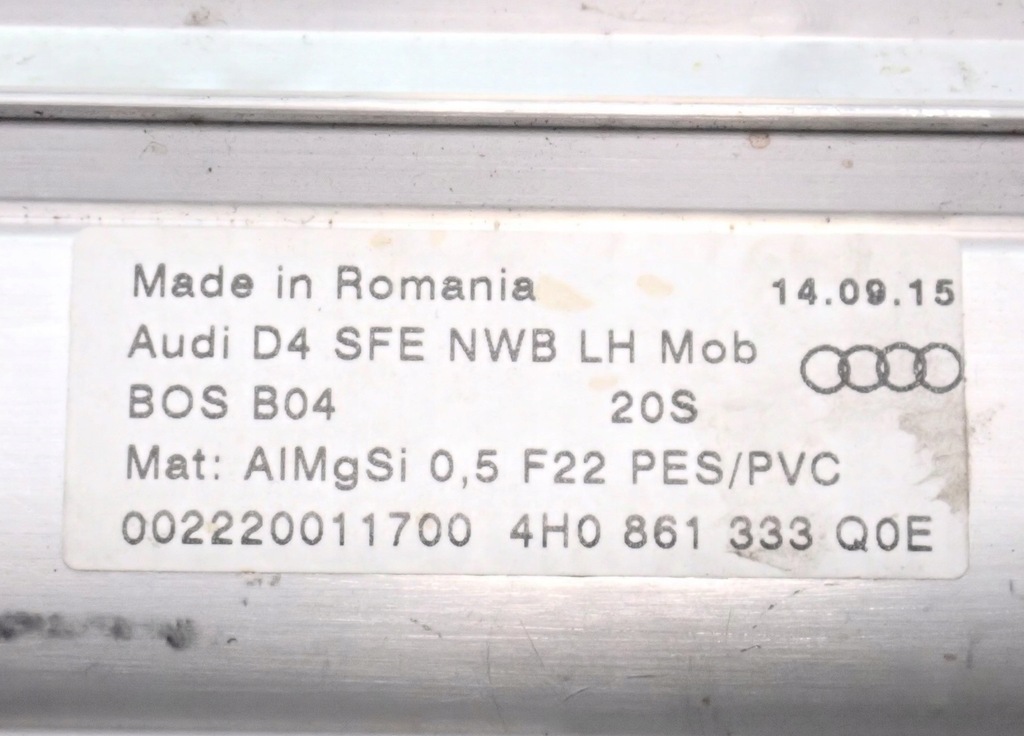 Made in Romania 14.09.15
Audi D4 SFE NWB LH Mob
BOS B04 20S
Mat: AlMgSi 0,5 F22 PES/PVC
002220011700 4H0 861 333 Q0E